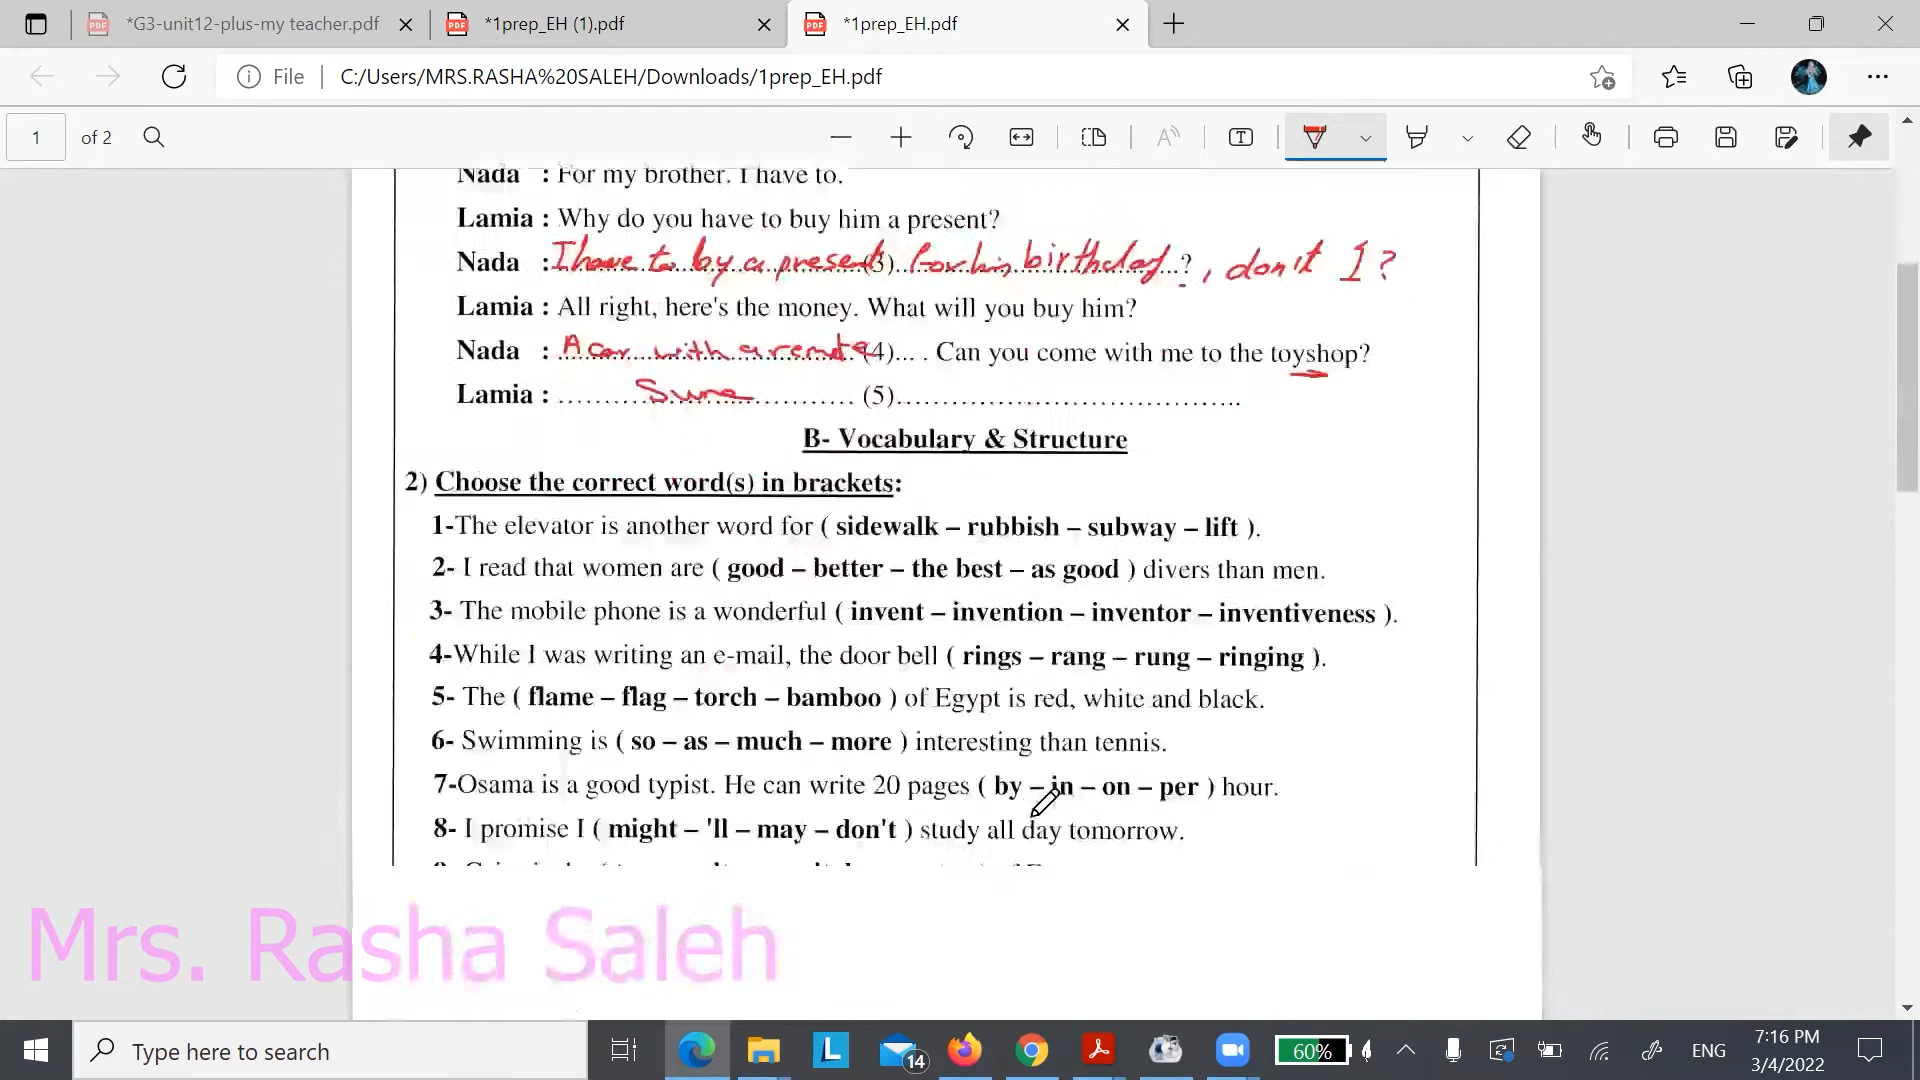 *G3-unit12-plus-my teacher.pdf
*1prep_EH (1).pdf
*1prep_EH.pdf
File
C:/Users/MRS.RASHA%20SALEH/Downloads/1prep_EH.pdf
1 of 2
Nada : For my brother. I have to.
Lamia : Why do you have to buy him a present?
Nada : I have to by a present (3) for his birthday ? , don't I ?
Lamia : All right, here's the money. What will you buy him?
Nada : A car with a remote (4)... . Can you come with me to the toyshop?
Lamia : .......... Sure .......... (5)..........................................
B- Vocabulary & Structure
2) Choose the correct word(s) in brackets:
1-The elevator is another word for ( sidewalk – rubbish – subway – lift ).
2- I read that women are ( good – better – the best – as good ) divers than men.
3- The mobile phone is a wonderful ( invent – invention – inventor – inventiveness ).
4-While I was writing an e-mail, the door bell ( rings – rang – rung – ringing ).
5- The ( flame – flag – torch – bamboo ) of Egypt is red, white and black.
6- Swimming is ( so – as – much – more ) interesting than tennis.
7-Osama is a good typist. He can write 20 pages ( by – in – on – per ) hour.
8- I promise I ( might – 'll – may – don't ) study all day tomorrow.
Mrs. Rasha Saleh
Type here to search
14
60%
ENG
7:16 PM
3/4/2022